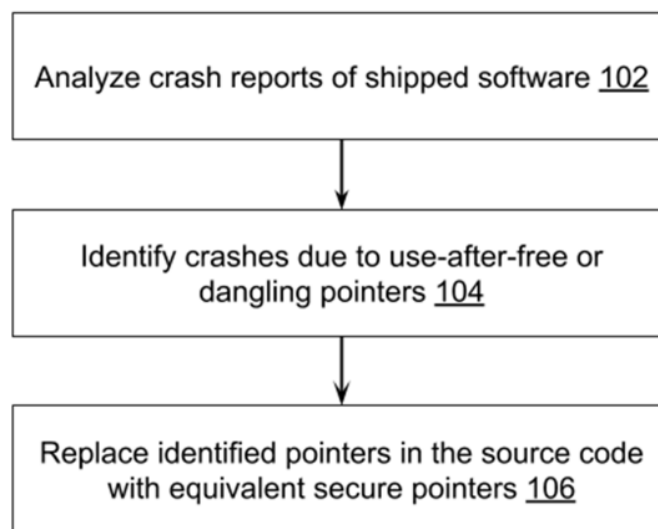 Analyze crash reports of shipped software 102
Identify crashes due to use-after-free or
dangling pointers 104
Replace identified pointers in the source code
with equivalent secure pointers 106